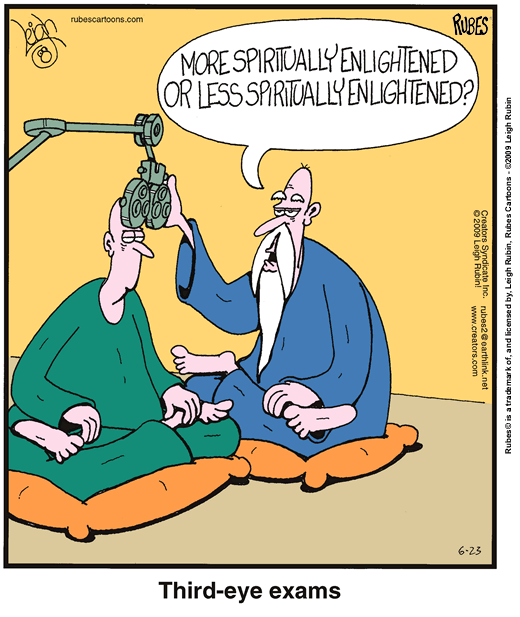 rubescartoons.com
RUBES
MORE SPIRITUALLY ENLIGHTENED
OR LESS SPIRITUALLY ENLIGHTENED?
Creators Syndicate Inc. rubes2@earthlink.net
© 2009 Leigh Rubin! www.creators.com
Rubes© is a trademark of, and licensed by, Leigh Rubin, Rubes Cartoons - ©2009 Leigh Rubin
6-23
Third-eye exams